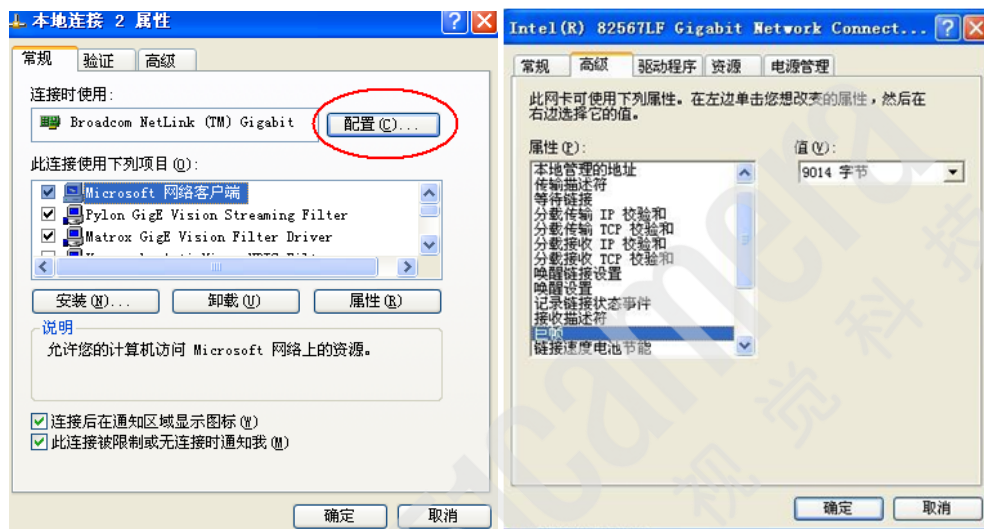 本地连接 2 属性
常规 验证 高级
连接时使用:
Broadcom NetLink (TM) Gigabit
配置(C)...
此连接使用下列项目(O):
Microsoft 网络客户端
Pylon GigE Vision Streaming Filter
Matrox GigE Vision Filter Driver
安装(N)... 卸载(U) 属性(R)
说明
允许您的计算机访问 Microsoft 网络上的资源。
连接后在通知区域显示图标(W)
此连接被限制或无连接时通知我(M)
确定 取消
Intel(R) 82567LF Gigabit Network Connect...
常规 高级 驱动程序 资源 电源管理
此网卡可使用下列属性。在左边单击您想改变的属性，然后在
右边选择它的值。
属性(P):
值(V):
本地管理的地址
传输描述符
等待链接
分载传输 IP 校验和
分载传输 TCP 校验和
分载接收 IP 校验和
分载接收 TCP 校验和
唤醒链接设置
唤醒设置
记录链接状态事件
接收描述符
巨帧
链接速度电池节能
9014 字节
确定 取消
camera
视觉科技